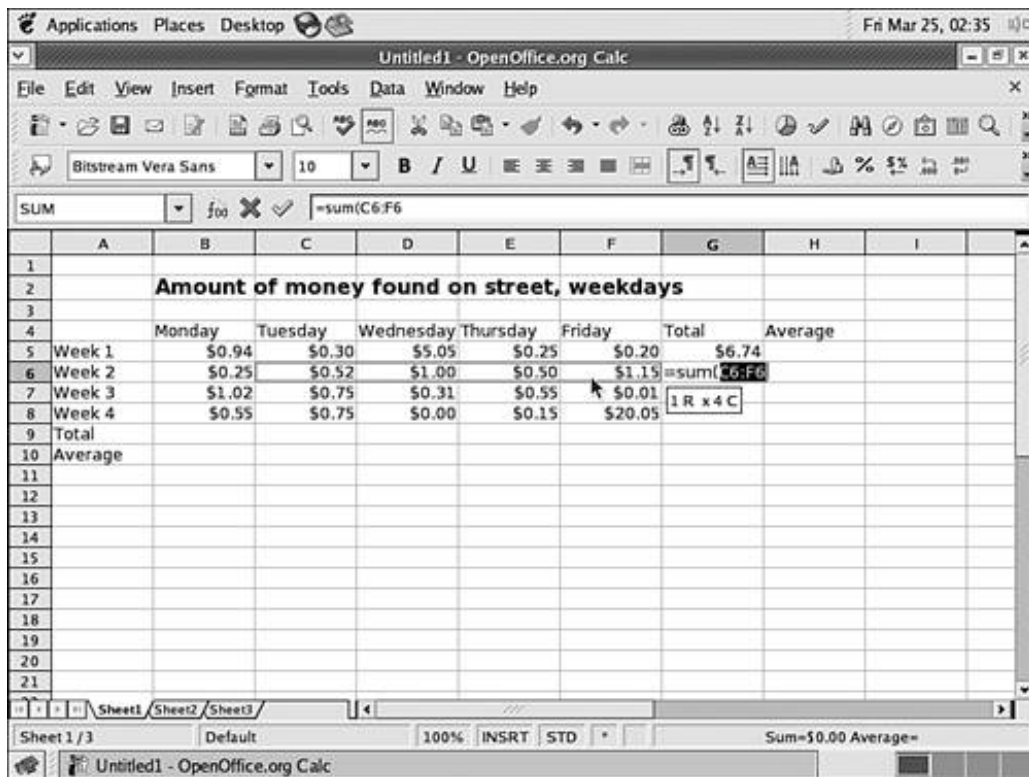 Applications Places Desktop Fri Mar 25, 02:35
Untitled1 - OpenOffice.org Calc
File Edit View Insert Format Tools Data Window Help
Bitstream Vera Sans 10 B I U
SUM =sum(C6:F6
A B C D E F G H I
1
2 Amount of money found on street, weekdays
3
4 Monday Tuesday Wednesday Thursday Friday Total Average
5 Week 1 $0.94 $0.30 $5.05 $0.25 $0.20 $6.74
6 Week 2 $0.25 $0.52 $1.00 $0.50 $1.15 =sum(C6:F6
7 Week 3 $1.02 $0.75 $0.31 $0.55 $0.01
1 R x 4 C
8 Week 4 $0.55 $0.75 $0.00 $0.15 $20.05
9 Total
10 Average
11
12
13
14
15
16
17
18
19
20
21
Sheet1 Sheet2 Sheet3
Sheet 1 / 3 Default 100% INSRT STD * Sum=$0.00 Average=
Untitled1 - OpenOffice.org Calc